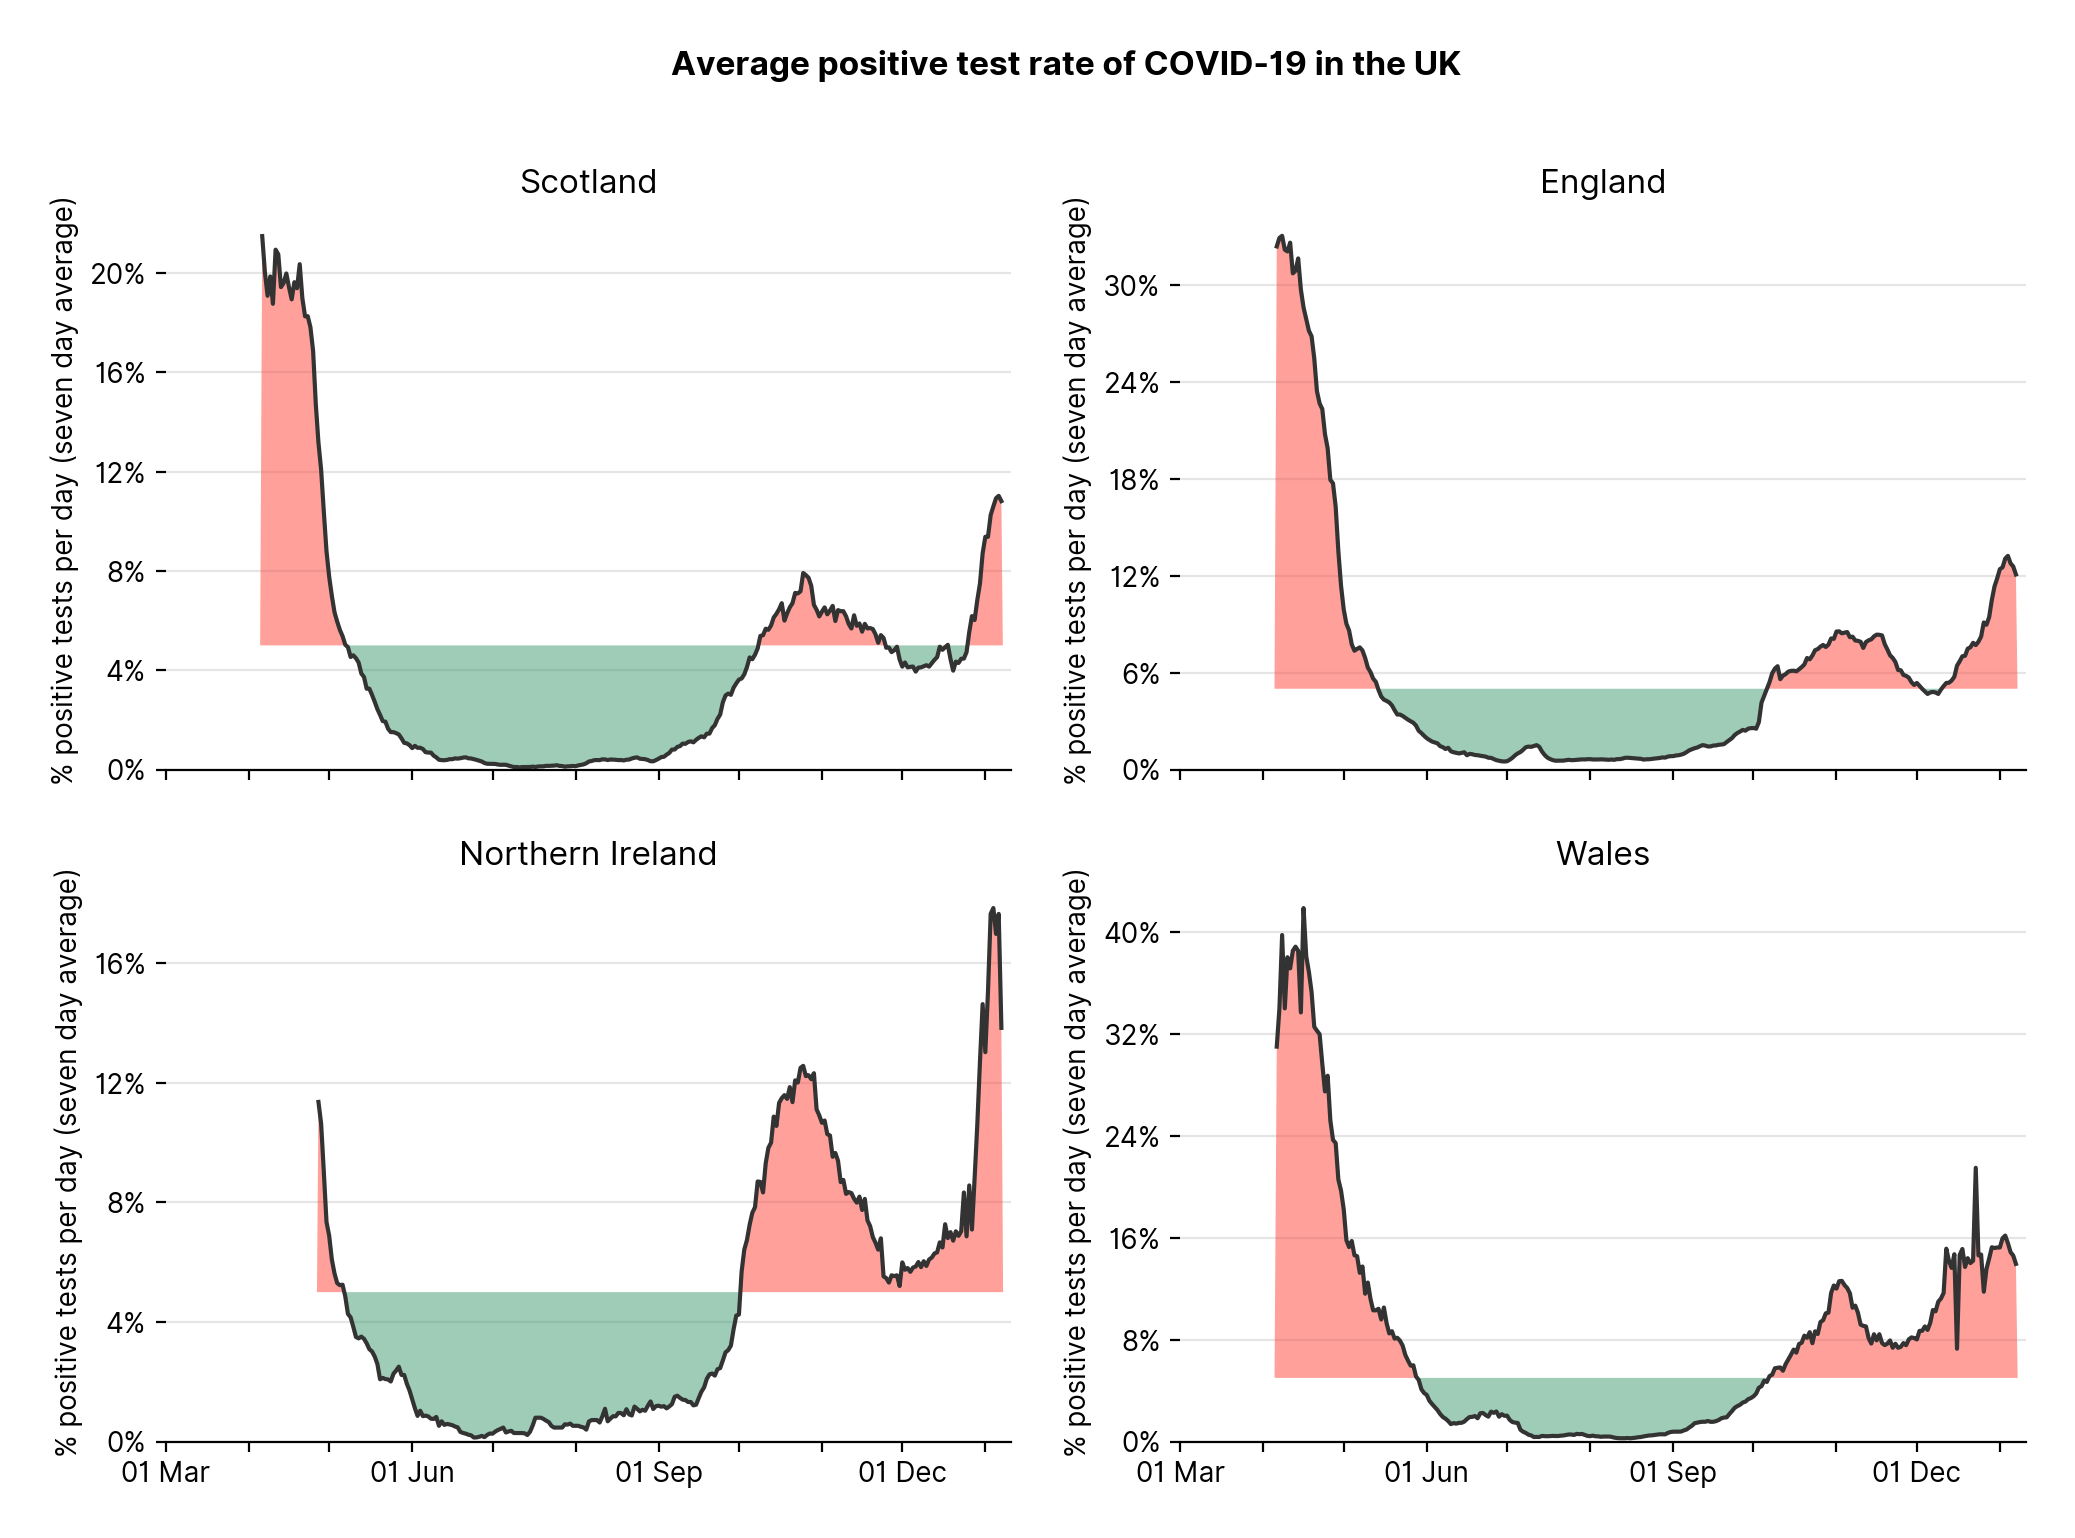 Average positive test rate of COVID-19 in the UK
Scotland
% positive tests per day (seven day average)
20%
16%
12%
8%
4%
0%
England
% positive tests per day (seven day average)
30%
24%
18%
12%
6%
0%
Northern Ireland
% positive tests per day (seven day average)
16%
12%
8%
4%
0%
01 Mar
01 Jun
01 Sep
01 Dec
Wales
% positive tests per day (seven day average)
40%
32%
24%
16%
8%
0%
01 Mar
01 Jun
01 Sep
01 Dec